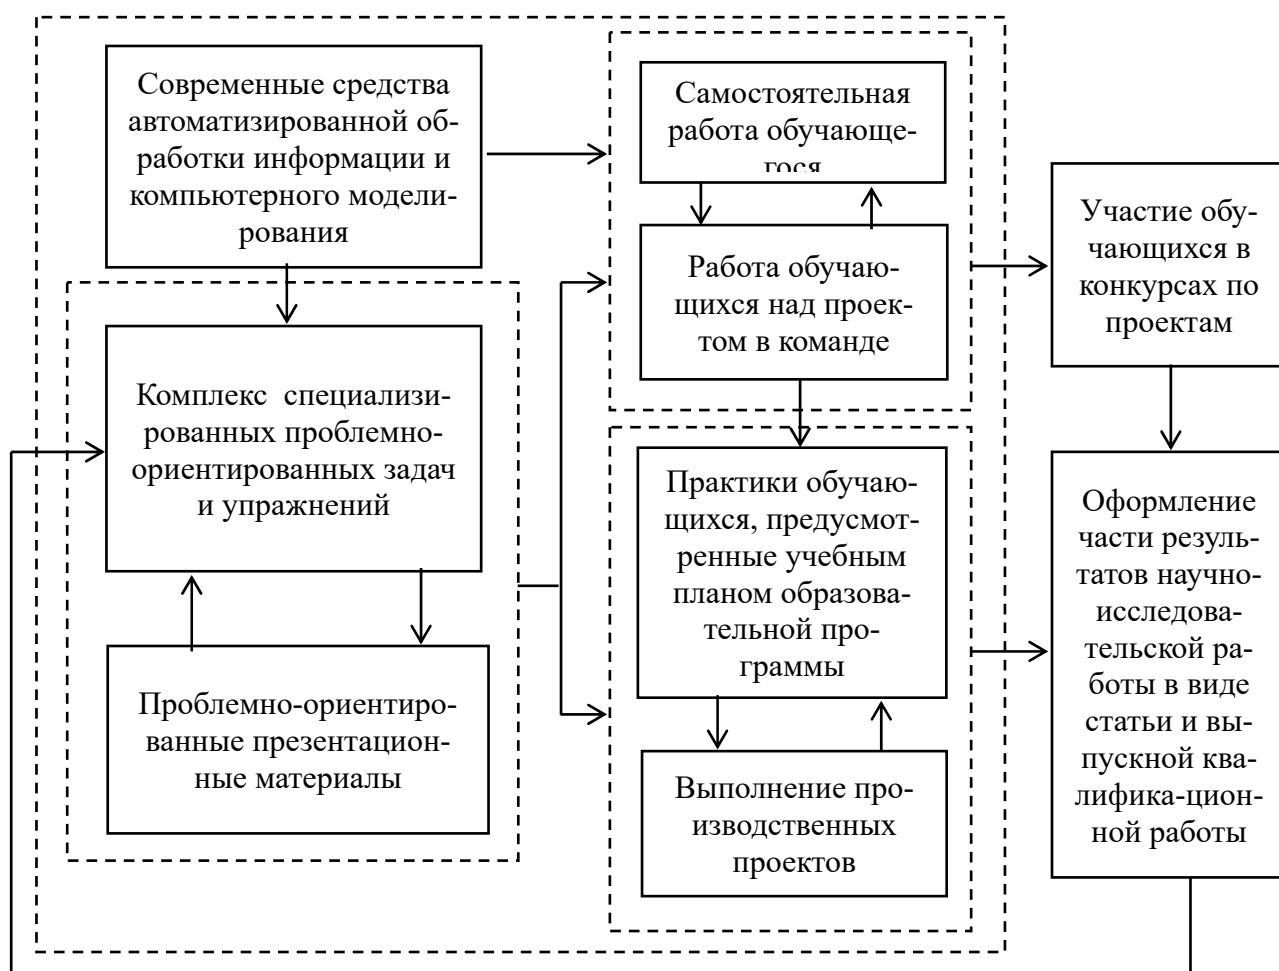 Современные средства
автоматизированной об-
работки информации и
компьютерного модели-
рования
Комплекс специализи-
рованных проблемно-
ориентированных задач
и упражнений
Проблемно-ориентиро-
ванные презентацион-
ные материалы
Самостоятельная
работа обучающе-
гося
Работа обучаю-
щихся над проек-
том в команде
Практики обучаю-
щихся, предусмот-
ренные учебным
планом образова-
тельной про-
граммы
Выполнение про-
изводственных
проектов
Участие обу-
чающихся в
конкурсах по
проектам
Оформление
части резуль-
татов научно-
исследова-
тельской ра-
боты в виде
статьи и вы-
пускной ква-
лифика-цион-
ной работы